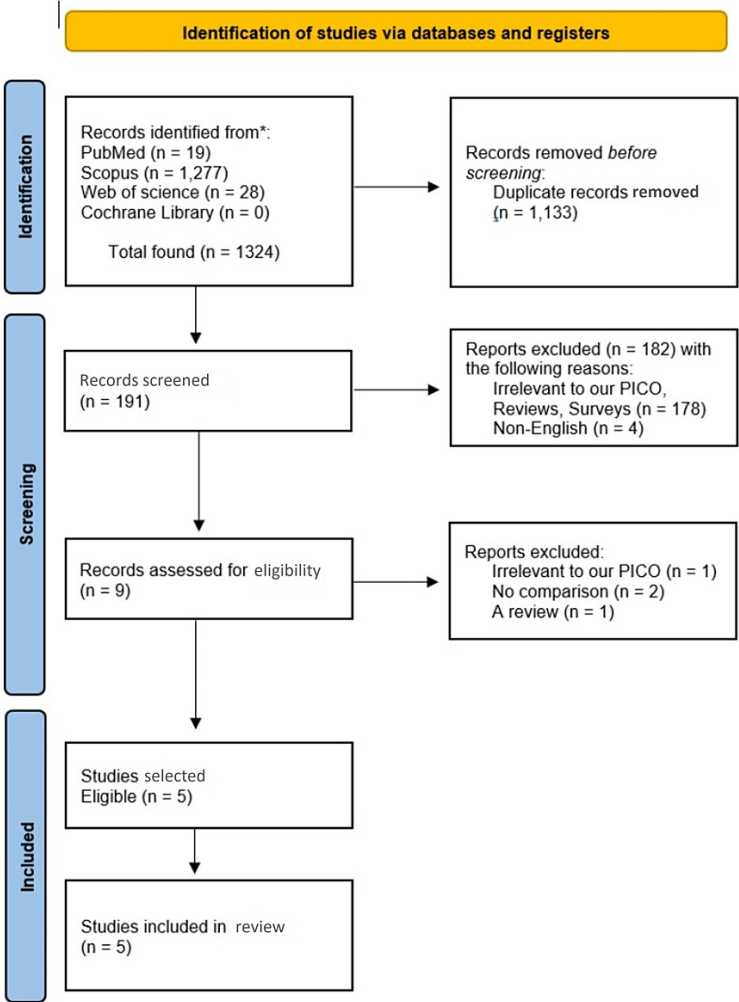 Identification of studies via databases and registers
Identification
Records identified from*:
PubMed (n = 19)
Scopus (n = 1,277)
Web of science (n = 28)
Cochrane Library (n = 0)
Total found (n = 1324)
Records removed before
screening:
Duplicate records removed
(n = 1,133)
Screening
Records screened
(n = 191)
Reports excluded (n = 182) with
the following reasons:
Irrelevant to our PICO,
Reviews, Surveys (n = 178)
Non-English (n = 4)
Records assessed for eligibility
(n = 9)
Reports excluded:
Irrelevant to our PICO (n = 1)
No comparison (n = 2)
A review (n = 1)
Included
Studies selected
Eligible (n = 5)
Studies included in review
(n = 5)